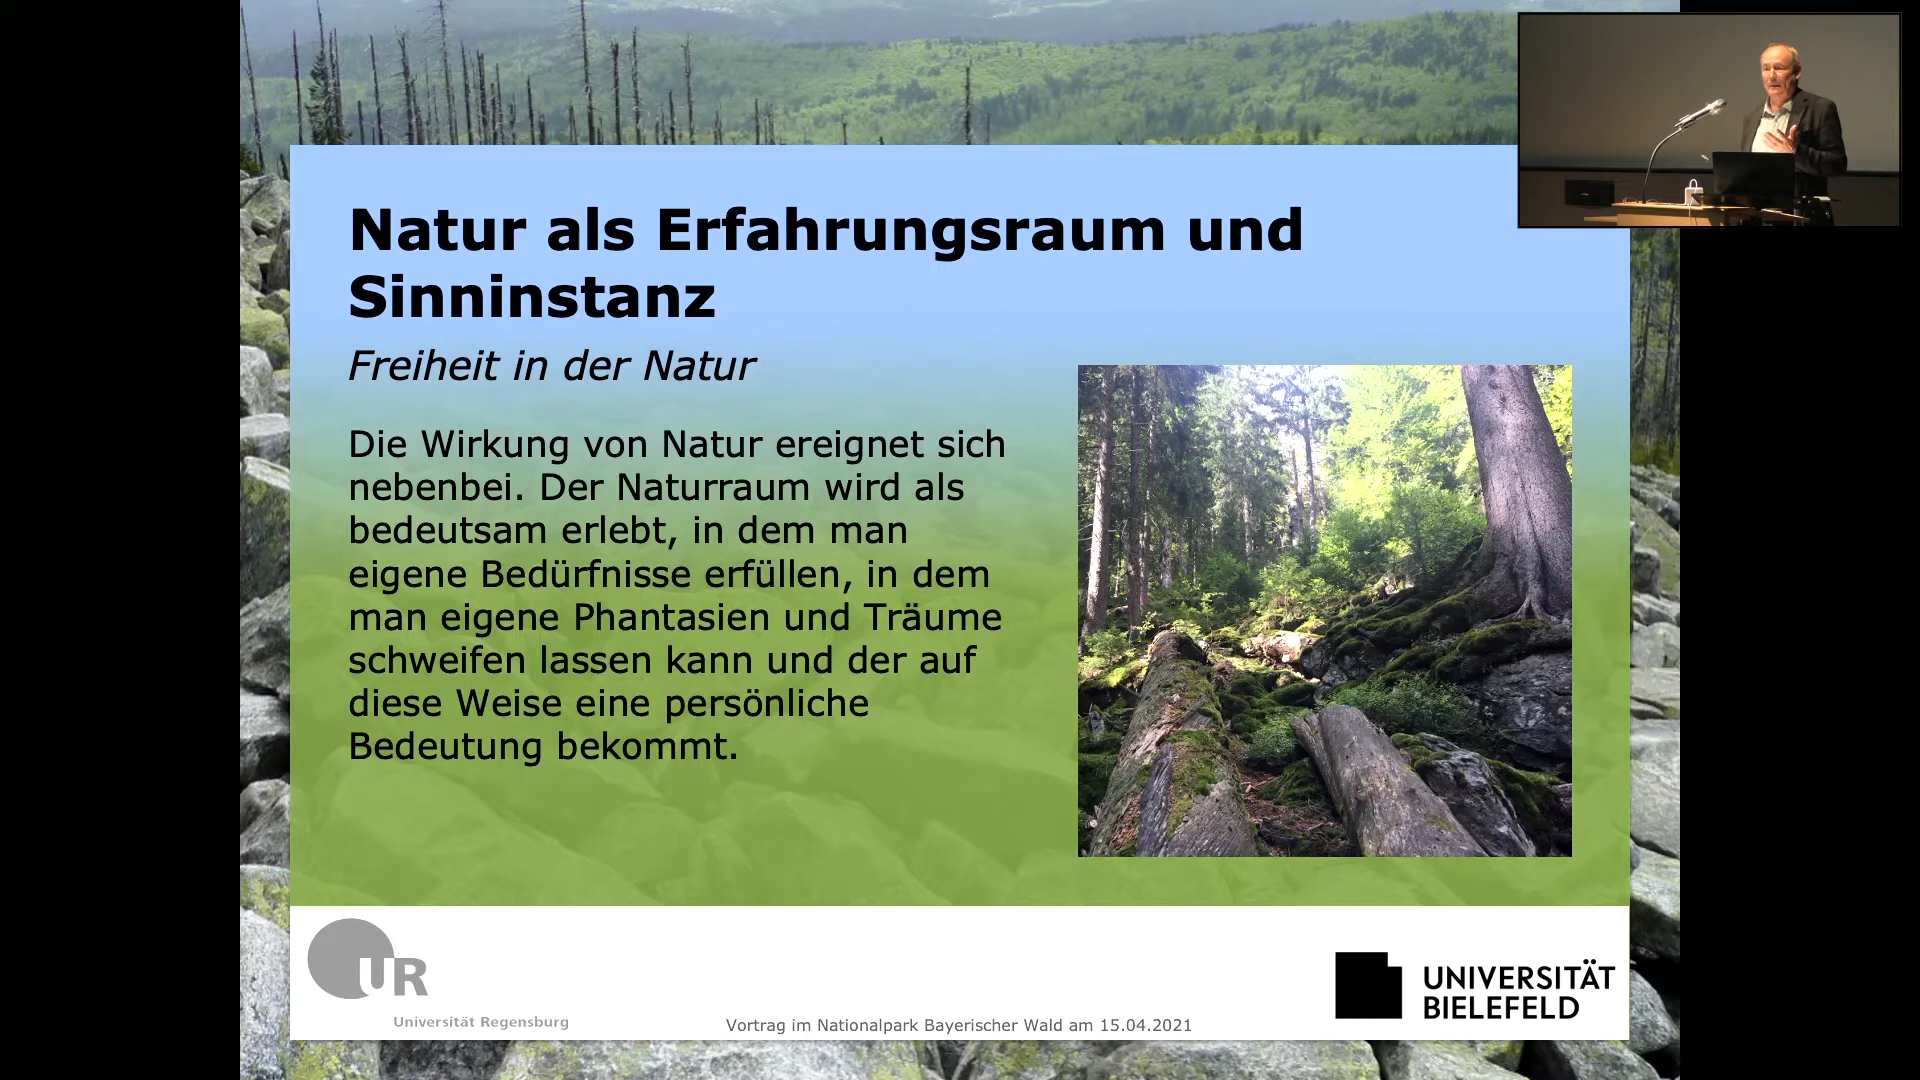 Natur als Erfahrungsraum und
Sinninstanz
Freiheit in der Natur
Die Wirkung von Natur ereignet sich
nebenbei. Der Naturraum wird als
bedeutsam erlebt, in dem man
eigene Bedürfnisse erfüllen, in dem
man eigene Phantasien und Träume
schweifen lassen kann und der auf
diese Weise eine persönliche
Bedeutung bekommt.
UR
Universität Regensburg
Vortrag im Nationalpark Bayerischer Wald am 15.04.2021
UNIVERSITÄT
BIELEFELD